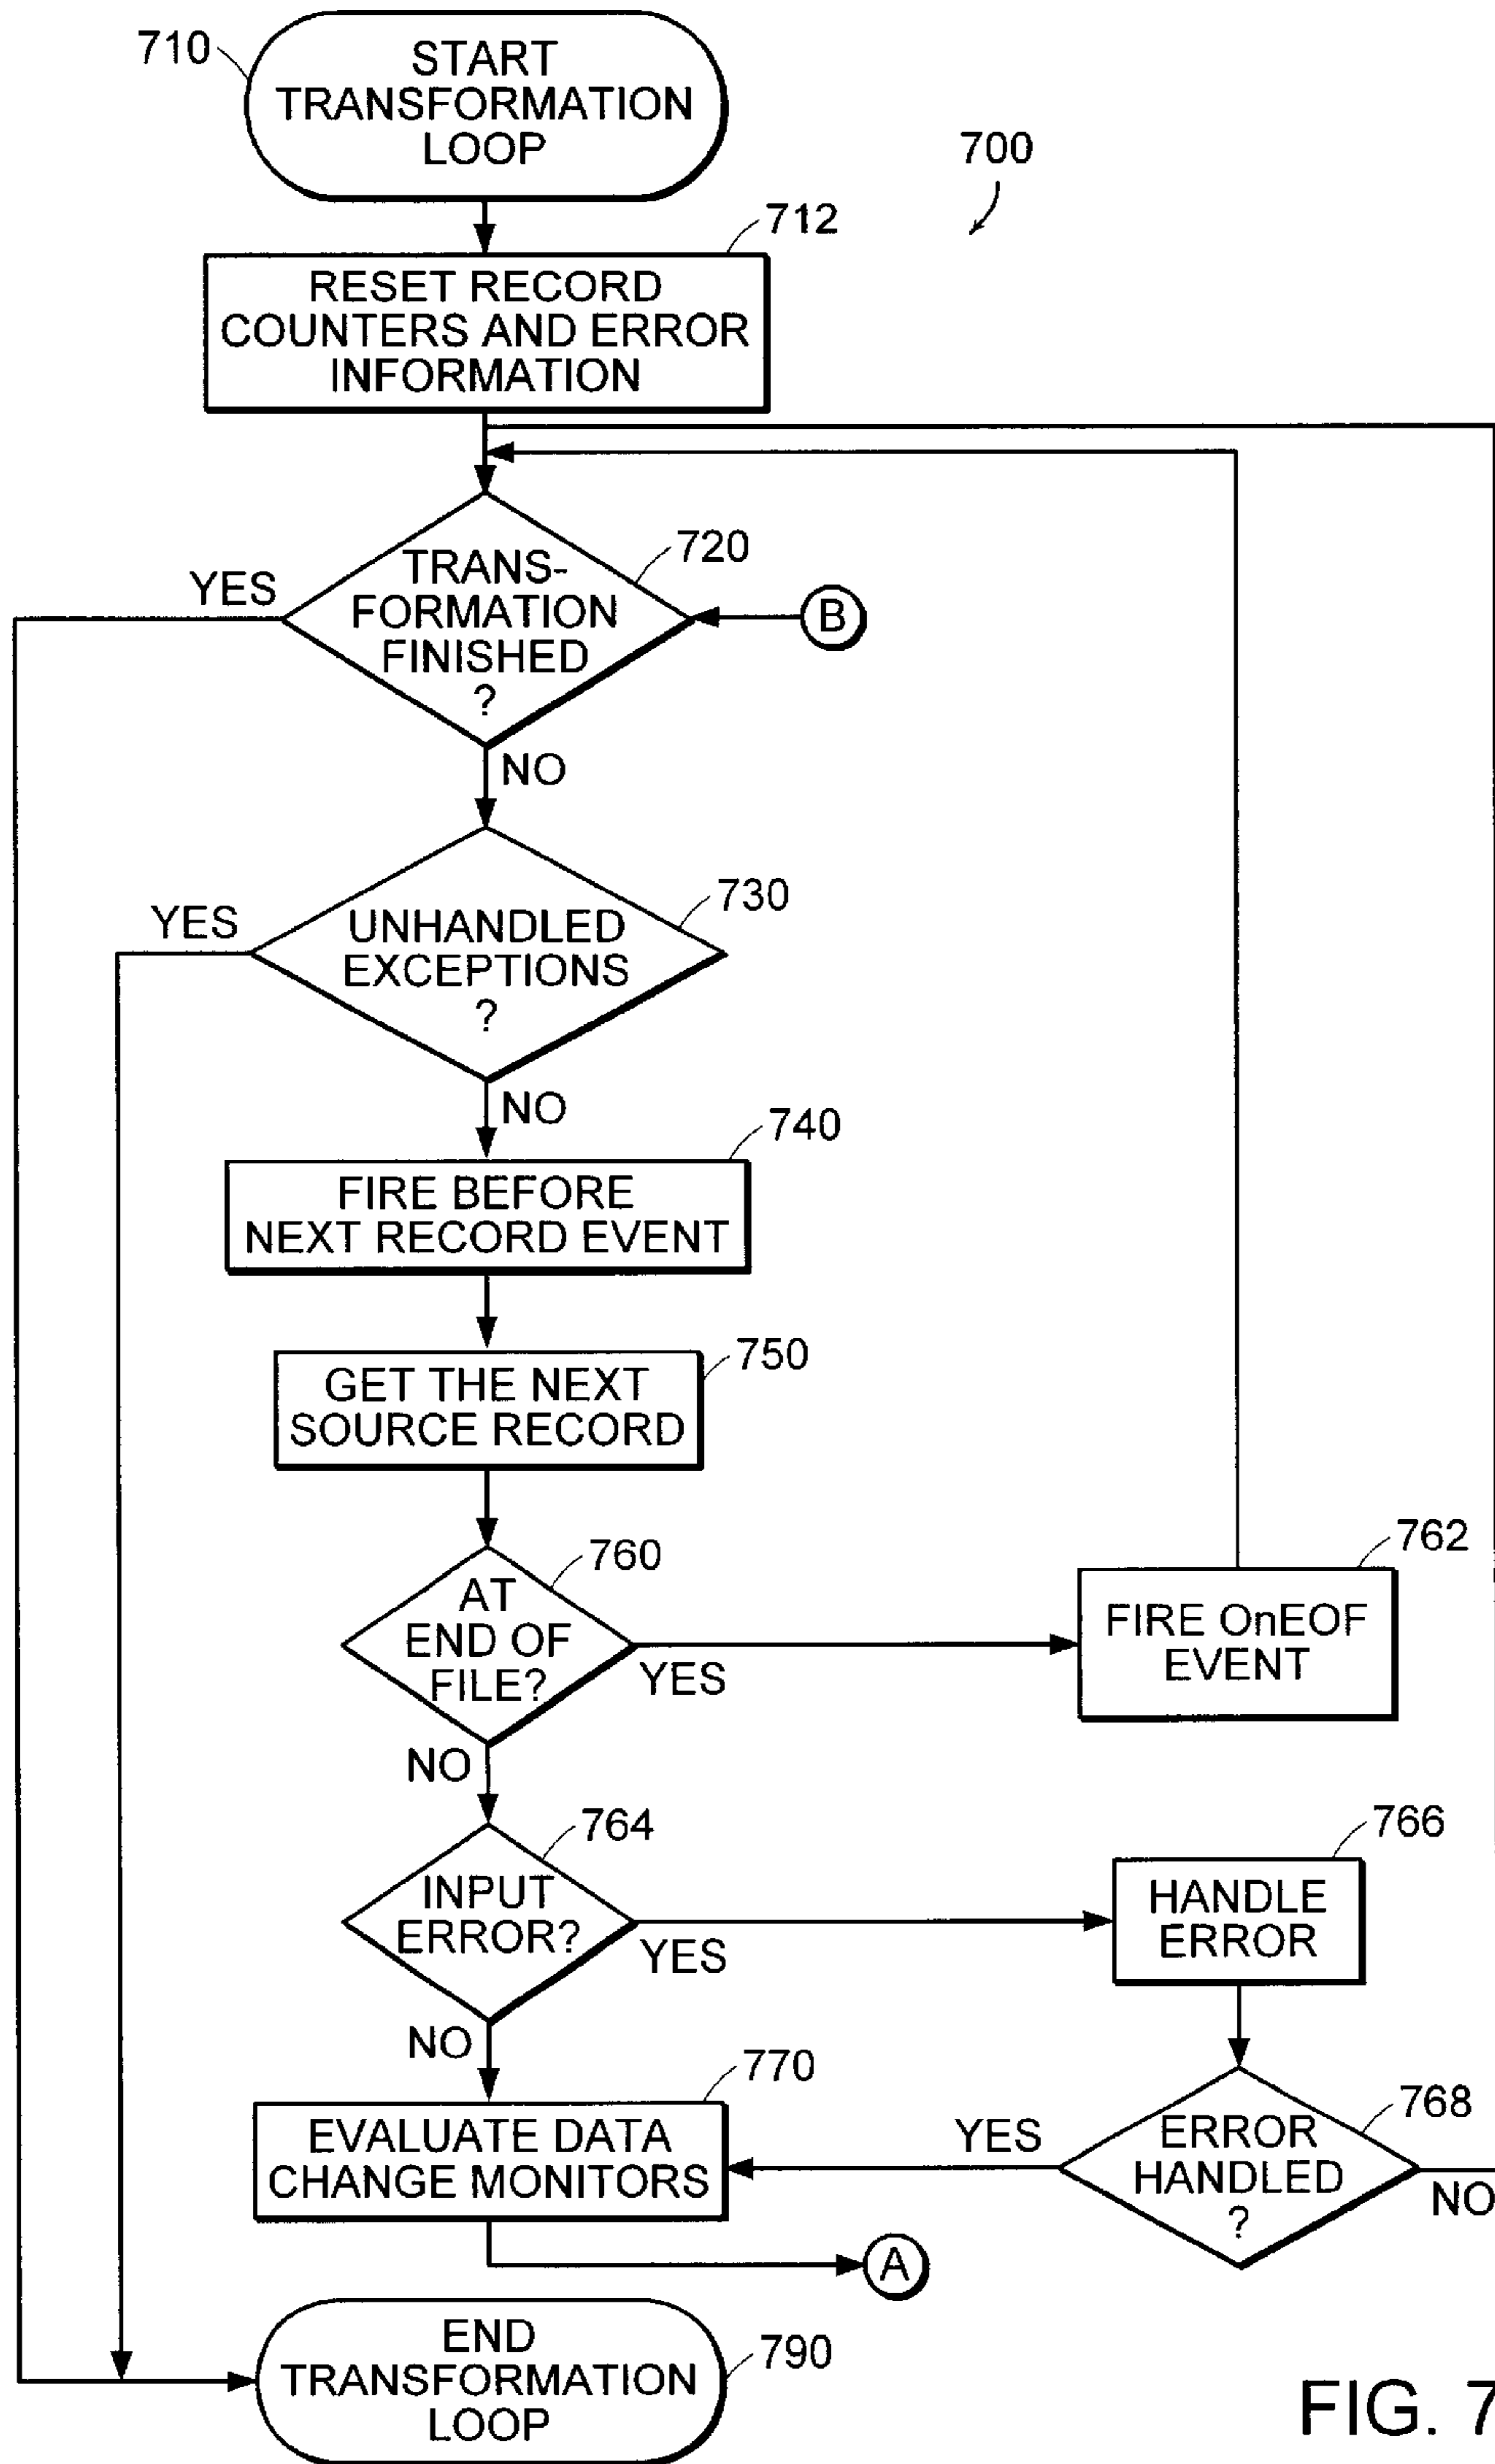 710
START
TRANSFORMATION
LOOP
700
712
RESET RECORD
COUNTERS AND ERROR
INFORMATION
720
YES
TRANS-
FORMATION
FINISHED
?
B
NO
730
YES
UNHANDLED
EXCEPTIONS
?
NO
740
FIRE BEFORE
NEXT RECORD EVENT
750
GET THE NEXT
SOURCE RECORD
760
AT
END OF
FILE?
YES
762
FIRE OnEOF
EVENT
NO
764
INPUT
ERROR?
YES
766
HANDLE
ERROR
NO
770
EVALUATE DATA
CHANGE MONITORS
YES
768
ERROR
HANDLED
?
NO
A
END
TRANSFORMATION
LOOP
790
FIG. 7